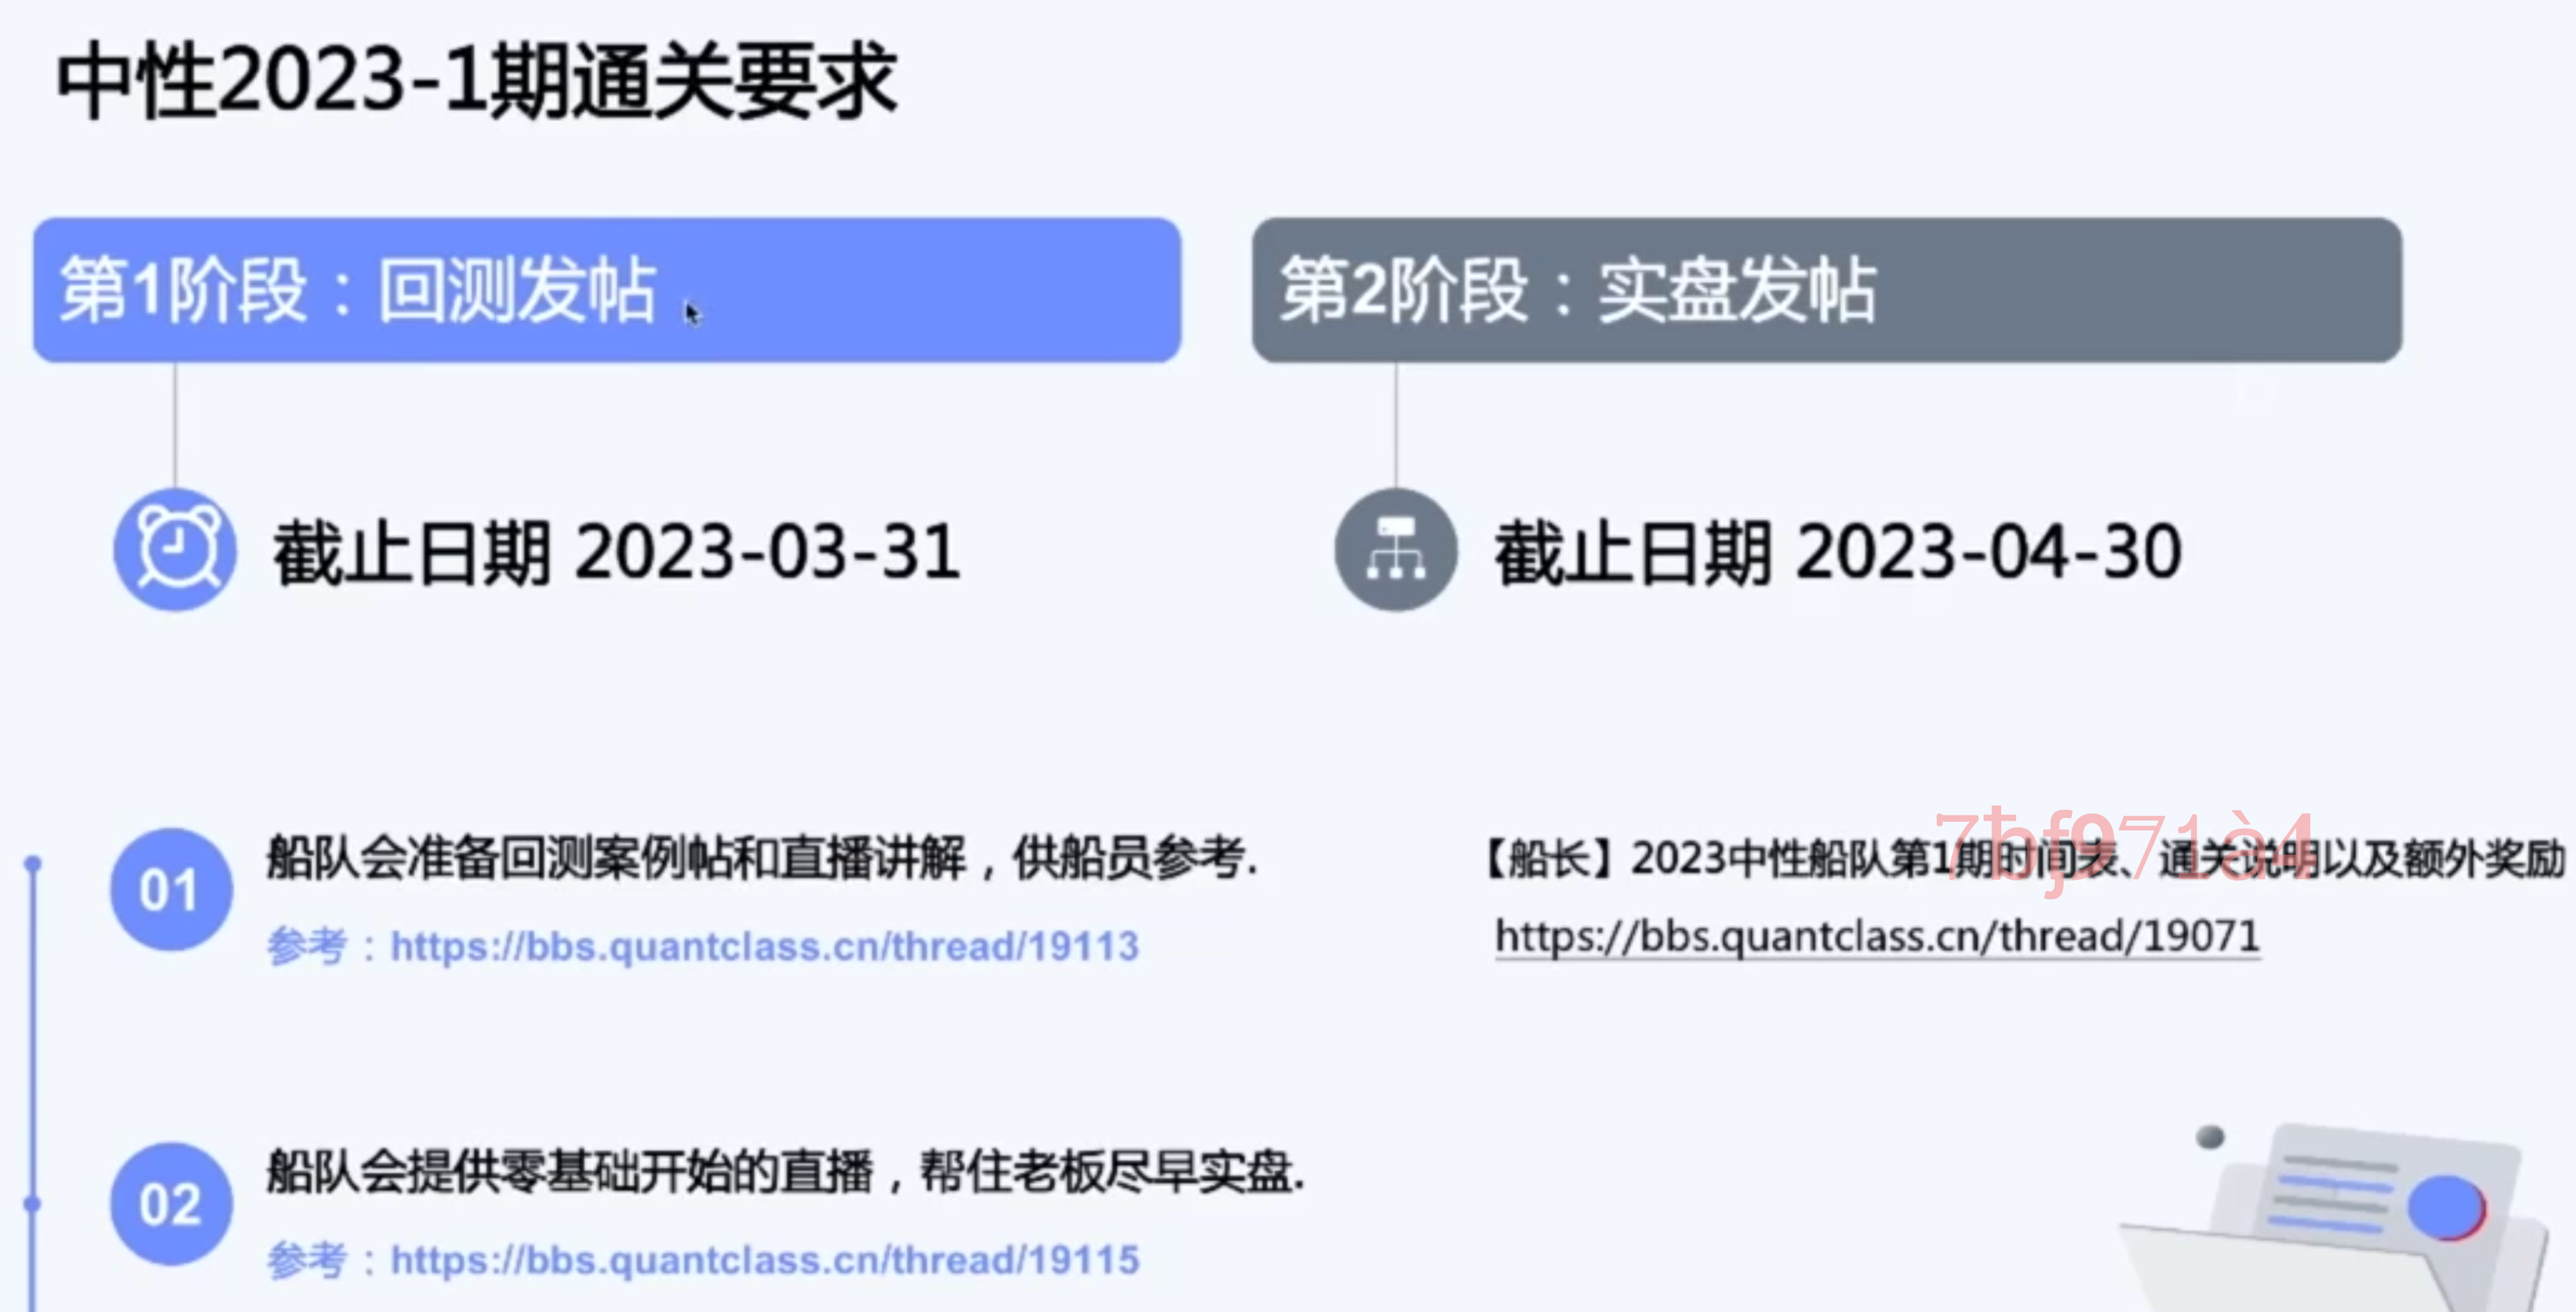 中性2023-1期通关要求
第1阶段：回测发帖
第2阶段：实盘发帖
截止日期 2023-03-31
截止日期 2023-04-30
01
船队会准备回测案例帖和直播讲解，供船员参考.
参考：https://bbs.quantclass.cn/thread/19113
【船长】2023中性船队第1期时间表、通关说明以及额外奖励
https://bbs.quantclass.cn/thread/19071
7bf971à4
02
船队会提供零基础开始的直播，帮住老板尽早实盘.
参考：https://bbs.quantclass.cn/thread/19115